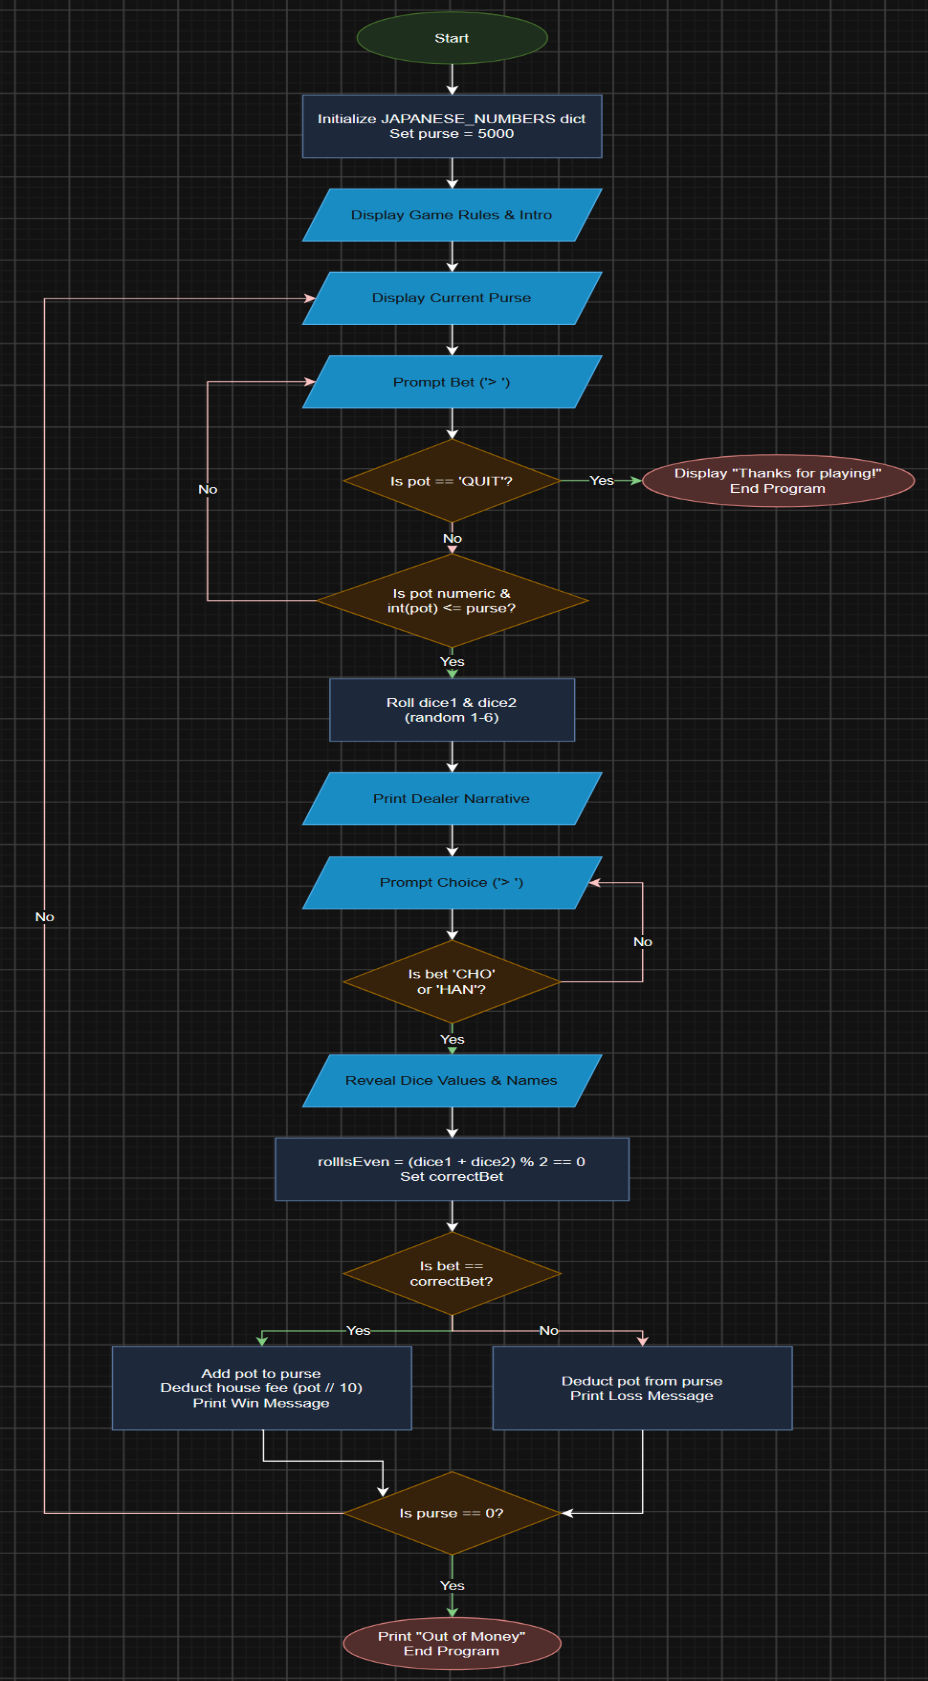 Start
Initialize JAPANESE_NUMBERS dict
Set purse = 5000
Display Game Rules & Intro
Display Current Purse
Prompt Bet ('> ')
Is pot == 'QUIT'?
Yes
Display "Thanks for playing!"
End Program
No
No
Is pot numeric &
int(pot) <= purse?
Yes
Roll dice1 & dice2
(random 1-6)
Print Dealer Narrative
Prompt Choice ('> ')
No
No
Is bet 'CHO'
or 'HAN'?
Yes
Reveal Dice Values & Names
rollIsEven = (dice1 + dice2) % 2 == 0
Set correctBet
Is bet ==
correctBet?
Yes
No
Add pot to purse
Deduct house fee (pot // 10)
Print Win Message
Deduct pot from purse
Print Loss Message
Is purse == 0?
Yes
Print "Out of Money"
End Program